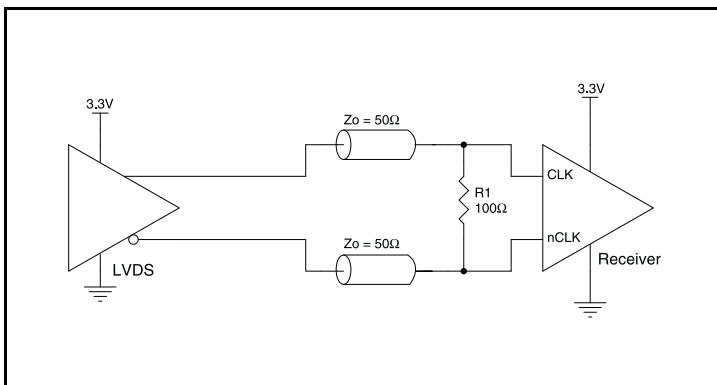 3.3V
Zo = 50Ω
3.3V
CLK
R1
100Ω
nCLK
Zo = 50Ω
LVDS
Receiver